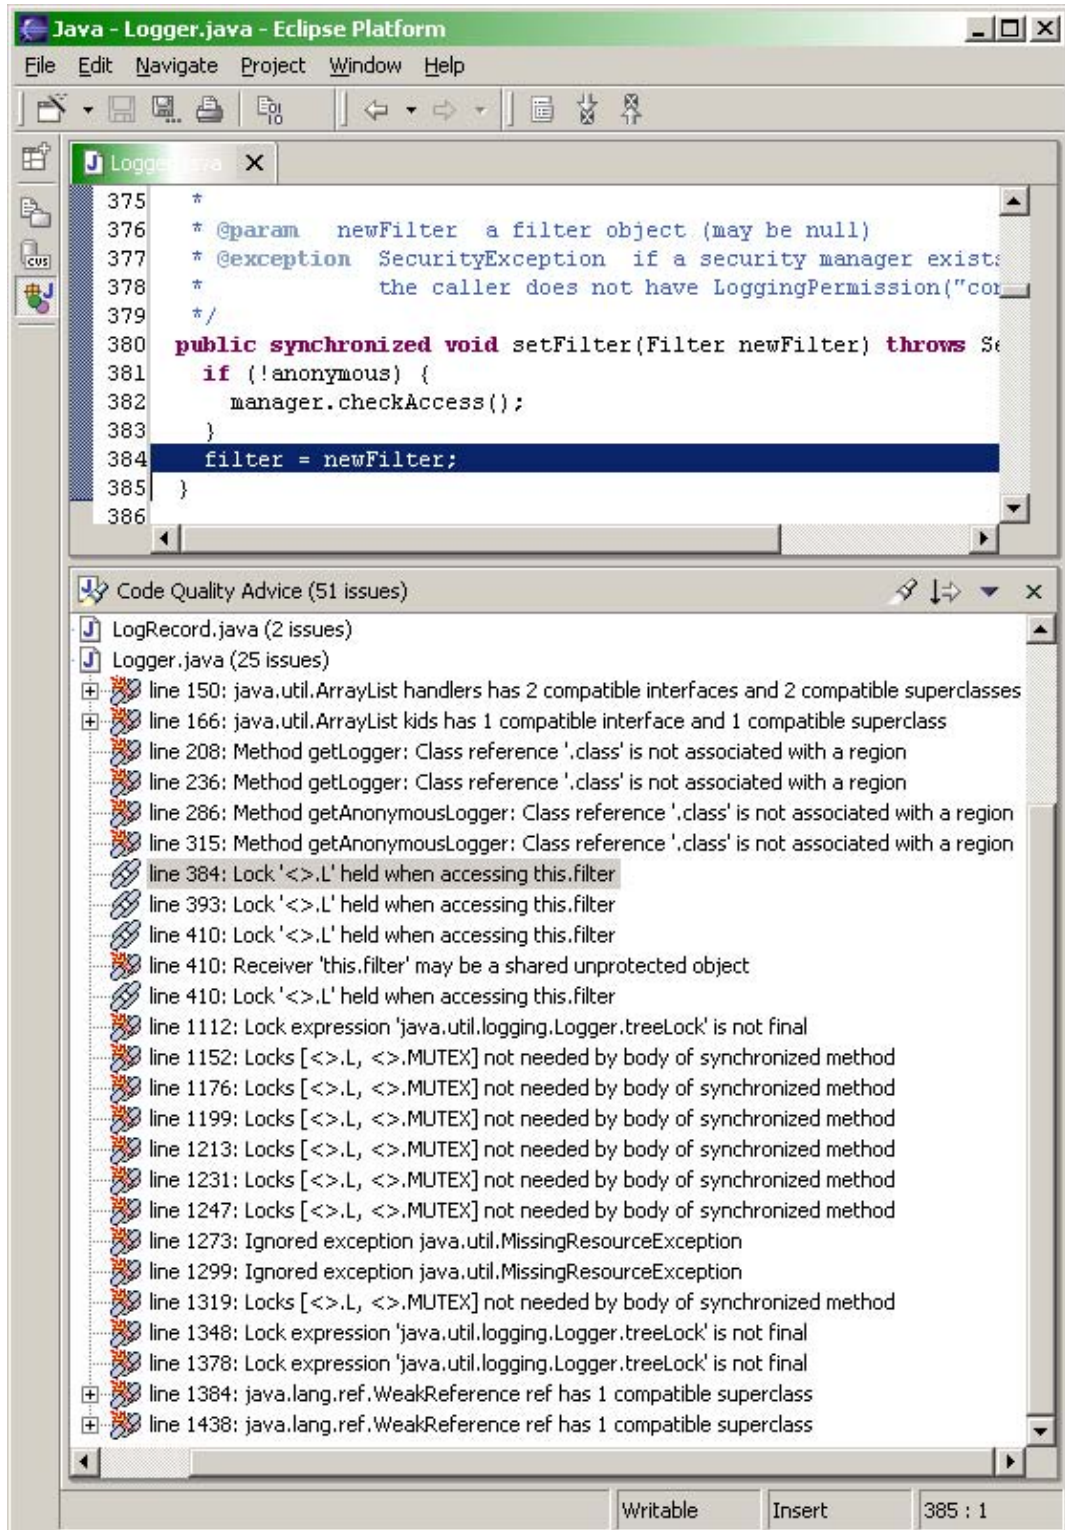 Java - Logger.java - Eclipse Platform
File Edit Navigate Project Window Help
Logger.java
375 *
376 * @param newFilter a filter object (may be null)
377 * @exception SecurityException if a security manager exists
378 * the caller does not have LoggingPermission("con
379 */
380 public synchronized void setFilter(Filter newFilter) throws Se
381 if (!anonymous) {
382 manager.checkAccess();
383 }
384 filter = newFilter;
385 }
386
Code Quality Advice (51 issues)
LogRecord.java (2 issues)
Logger.java (25 issues)
line 150: java.util.ArrayList handlers has 2 compatible interfaces and 2 compatible superclasses
line 166: java.util.ArrayList kids has 1 compatible interface and 1 compatible superclass
line 208: Method getLogger: Class reference '.class' is not associated with a region
line 236: Method getLogger: Class reference '.class' is not associated with a region
line 286: Method getAnonymousLogger: Class reference '.class' is not associated with a region
line 315: Method getAnonymousLogger: Class reference '.class' is not associated with a region
line 384: Lock '<>.L' held when accessing this.filter
line 393: Lock '<>.L' held when accessing this.filter
line 410: Lock '<>.L' held when accessing this.filter
line 410: Receiver 'this.filter' may be a shared unprotected object
line 410: Lock '<>.L' held when accessing this.filter
line 1112: Lock expression 'java.util.logging.Logger.treeLock' is not final
line 1152: Locks [<>.L, <>.MUTEX] not needed by body of synchronized method
line 1176: Locks [<>.L, <>.MUTEX] not needed by body of synchronized method
line 1199: Locks [<>.L, <>.MUTEX] not needed by body of synchronized method
line 1213: Locks [<>.L, <>.MUTEX] not needed by body of synchronized method
line 1231: Locks [<>.L, <>.MUTEX] not needed by body of synchronized method
line 1247: Locks [<>.L, <>.MUTEX] not needed by body of synchronized method
line 1273: Ignored exception java.util.MissingResourceException
line 1299: Ignored exception java.util.MissingResourceException
line 1319: Locks [<>.L, <>.MUTEX] not needed by body of synchronized method
line 1348: Lock expression 'java.util.logging.Logger.treeLock' is not final
line 1378: Lock expression 'java.util.logging.Logger.treeLock' is not final
line 1384: java.lang.ref.WeakReference ref has 1 compatible superclass
line 1438: java.lang.ref.WeakReference ref has 1 compatible superclass
Writable Insert 385 : 1